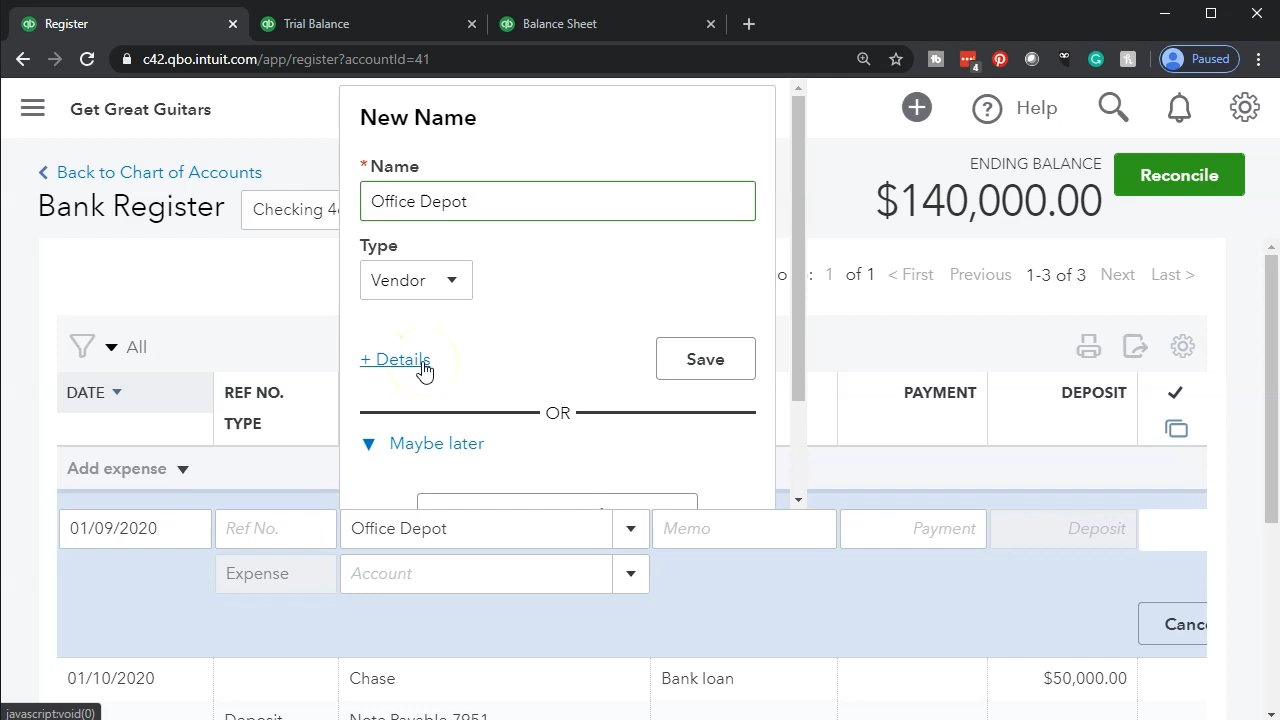 Register
Trial Balance
Balance Sheet
c42.qbo.intuit.com/app/register?accountId=41
4
Paused
Get Great Guitars
Help
Back to Chart of Accounts
Bank Register
Checking
ENDING BALANCE
$140,000.00
Reconcile
New Name
*Name
Office Depot
Type
Vendor
+ Details
Save
OR
Maybe later
: 1 of 1 < First Previous 1-3 of 3 Next Last >
All
DATE
REF NO.
TYPE
PAYMENT
DEPOSIT
Add expense
01/09/2020
Ref No.
Office Depot
Memo
Payment
Deposit
Expense
Account
Canc
01/10/2020
Chase
Bank loan
$50,000.00
Deposit
Note Payable 7951
javascript:void(0)